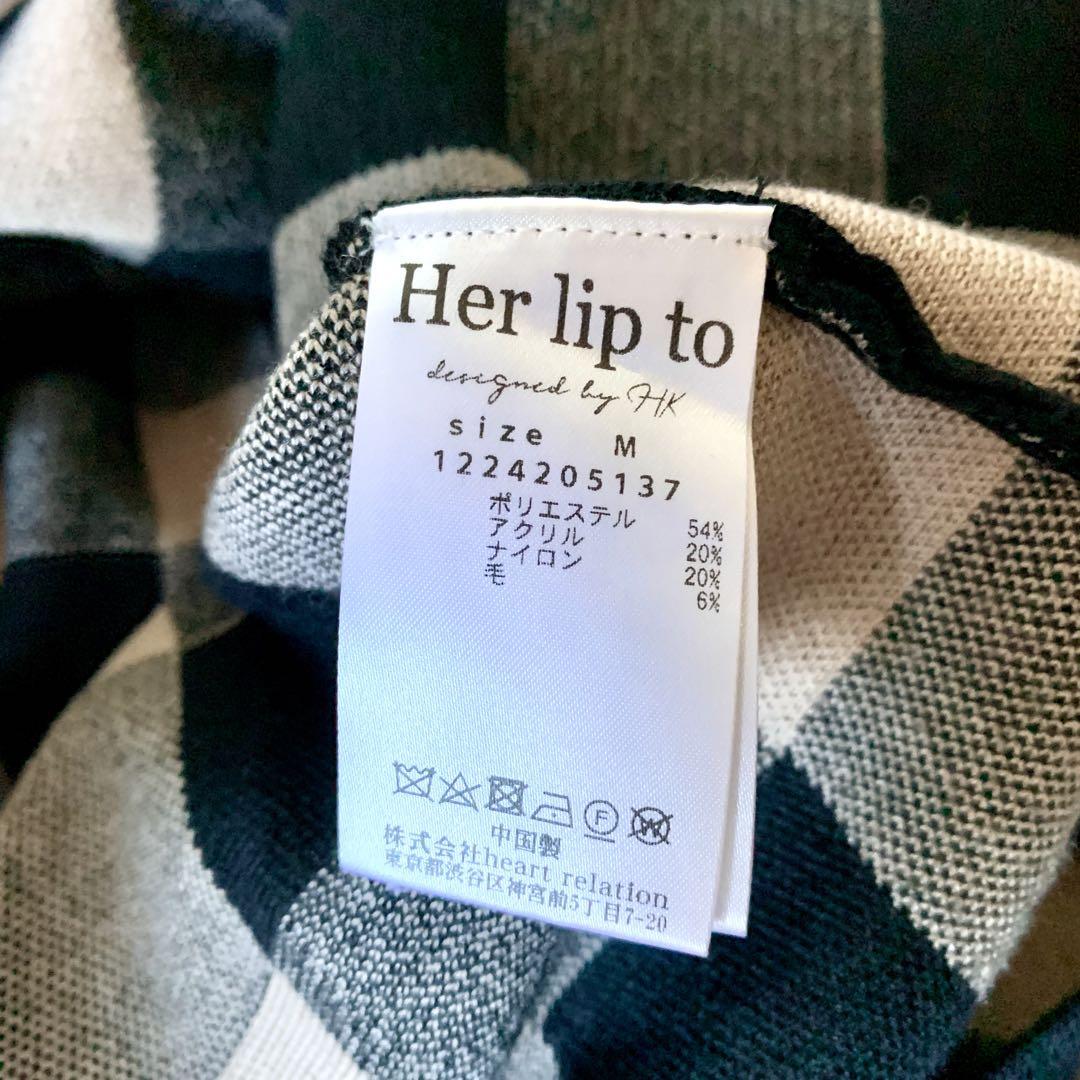 Her lip to
designed by HK
size M
1224205137
ポリエステル 54%
アクリル 20%
ナイロン 20%
毛 6%
F
W
中国製
株式会社heart relation
東京都渋谷区神宮前5丁目7-20